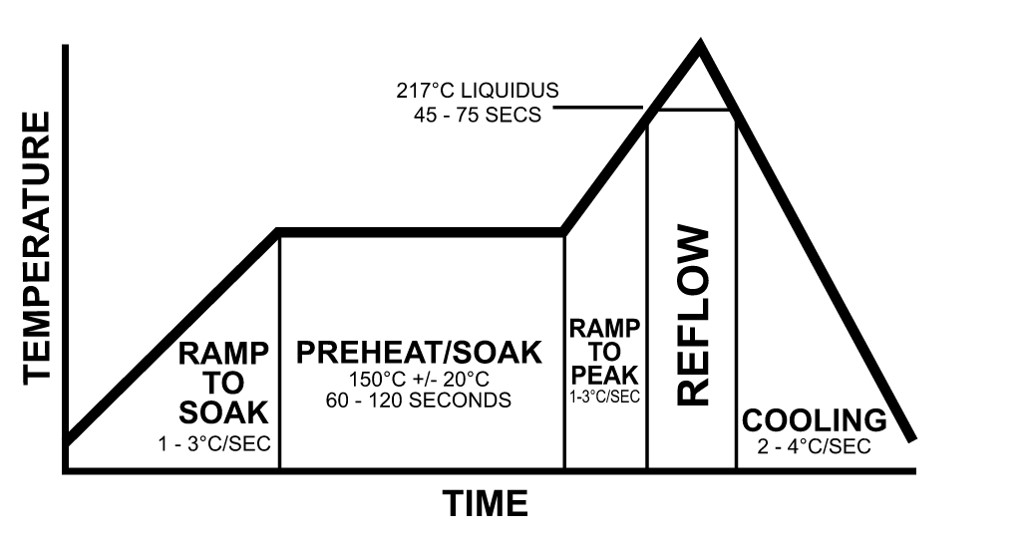 TEMPERATURE
217°C LIQUIDUS
45 - 75 SECS
RAMP
TO
SOAK
1 - 3°C/SEC
PREHEAT/SOAK
150°C +/- 20°C
60 - 120 SECONDS
RAMP
TO
PEAK
1-3°C/SEC
REFLOW
COOLING
2 - 4°C/SEC
TIME